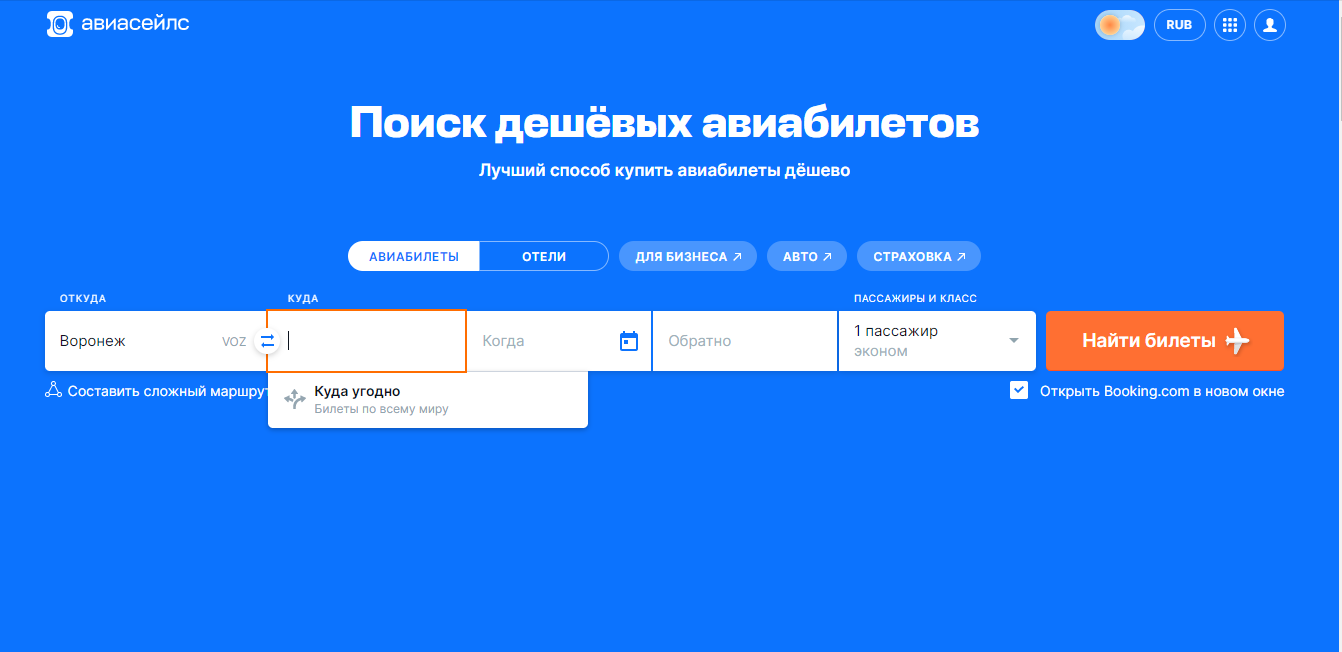 авиасейлс
RUB
Поиск дешёвых авиабилетов
Лучший способ купить авиабилеты дёшево
АВИАБИЛЕТЫ
ОТЕЛИ
ДЛЯ БИЗНЕСА
АВТО
СТРАХОВКА
ОТКУДА
КУДА
ПАССАЖИРЫ И КЛАСС
Воронеж
VOZ
Когда
Обратно
1 пассажир
эконом
Найти билеты
Составить сложный маршрут
Куда угодно
Билеты по всему миру
Открыть Booking.com в новом окне